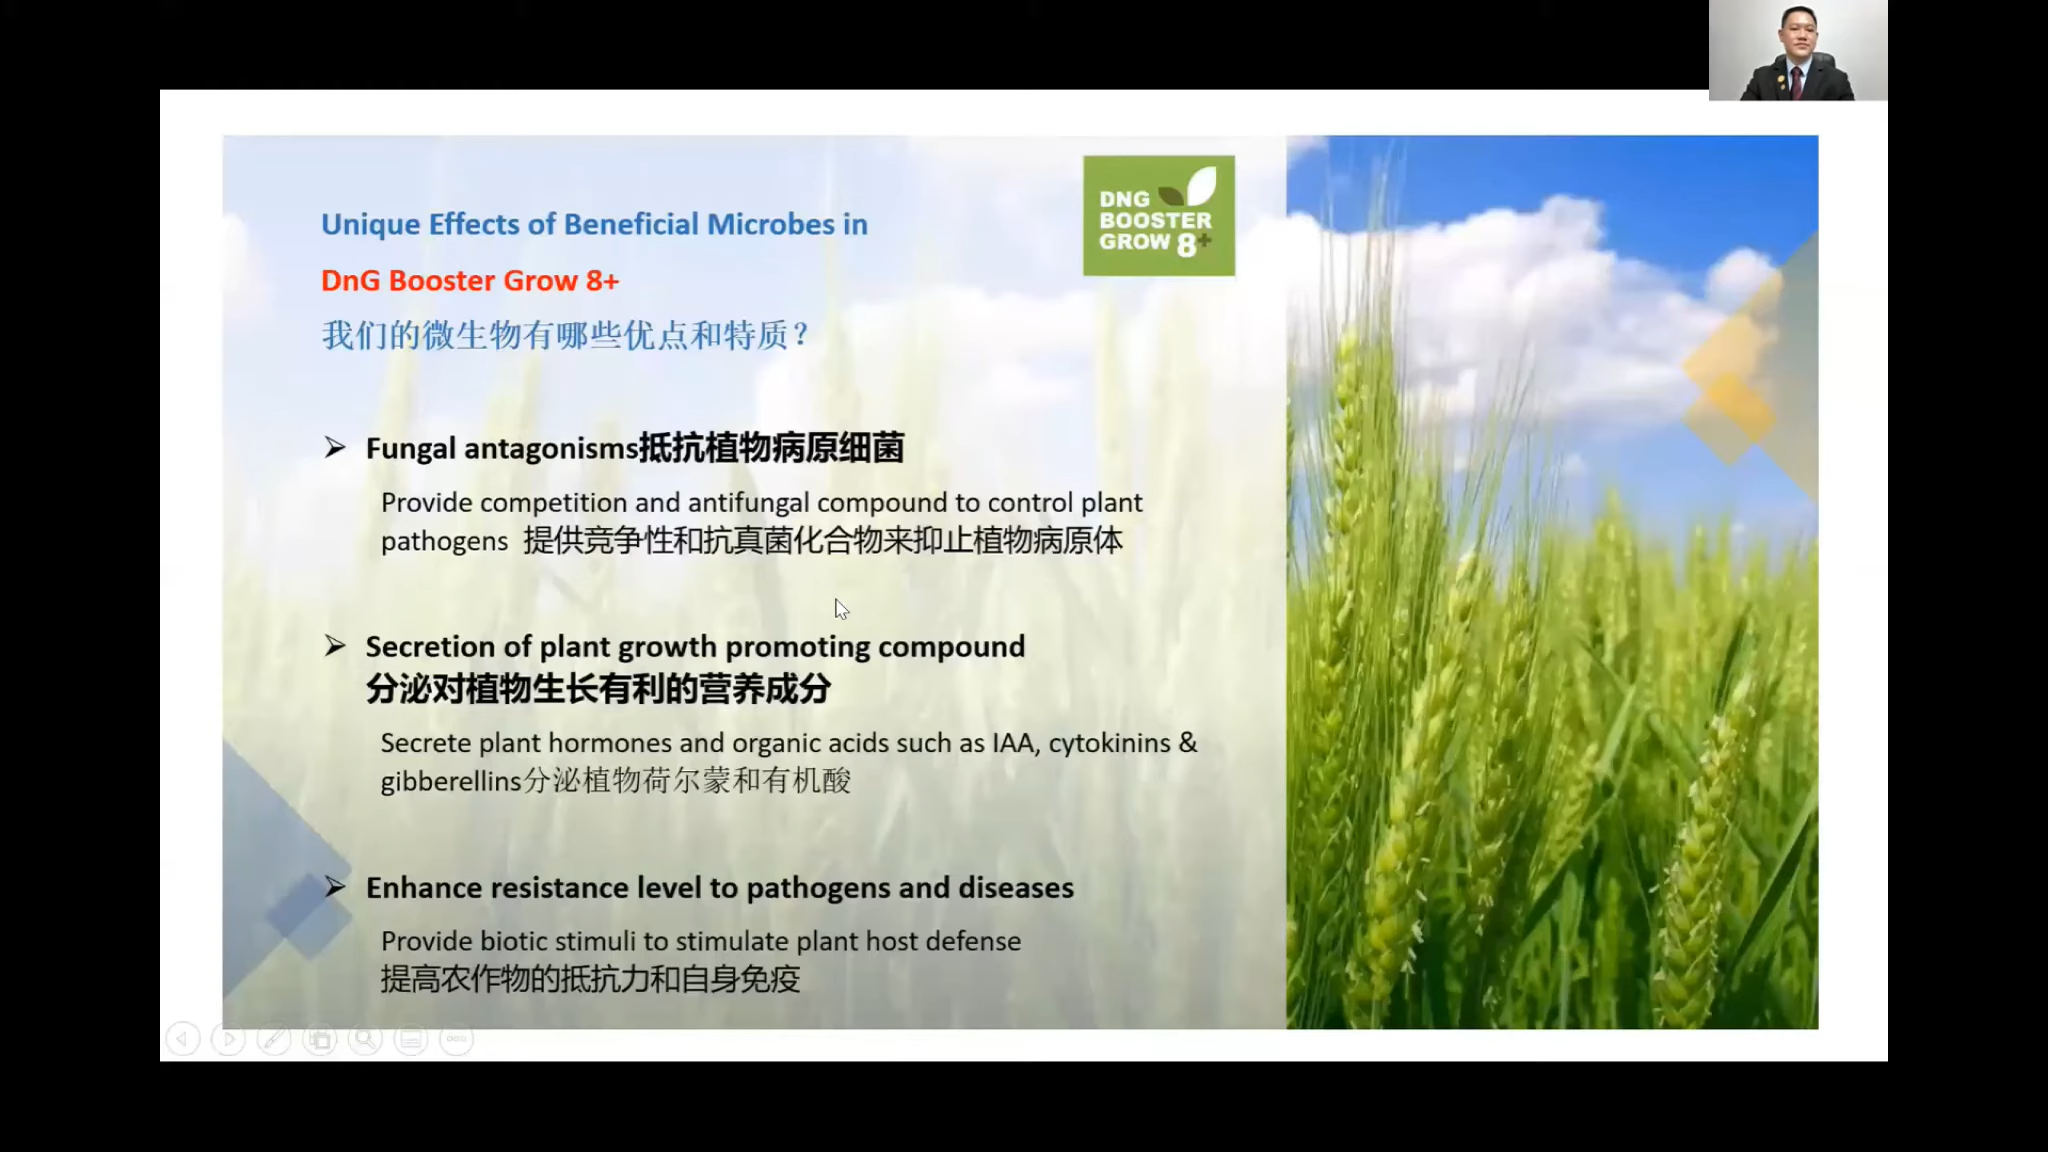 Unique Effects of Beneficial Microbes in
DnG Booster Grow 8+
我们的微生物有哪些优点和特质？
DNG
BOOSTER
GROW 8+
Fungal antagonisms抵抗植物病原细菌
Provide competition and antifungal compound to control plant
pathogens 提供竞争性和抗真菌化合物来抑止植物病原体
Secretion of plant growth promoting compound
分泌对植物生长有利的营养成分
Secrete plant hormones and organic acids such as IAA, cytokinins &
gibberellins分泌植物荷尔蒙和有机酸
Enhance resistance level to pathogens and diseases
Provide biotic stimuli to stimulate plant host defense
提高农作物的抵抗力和自身免疫